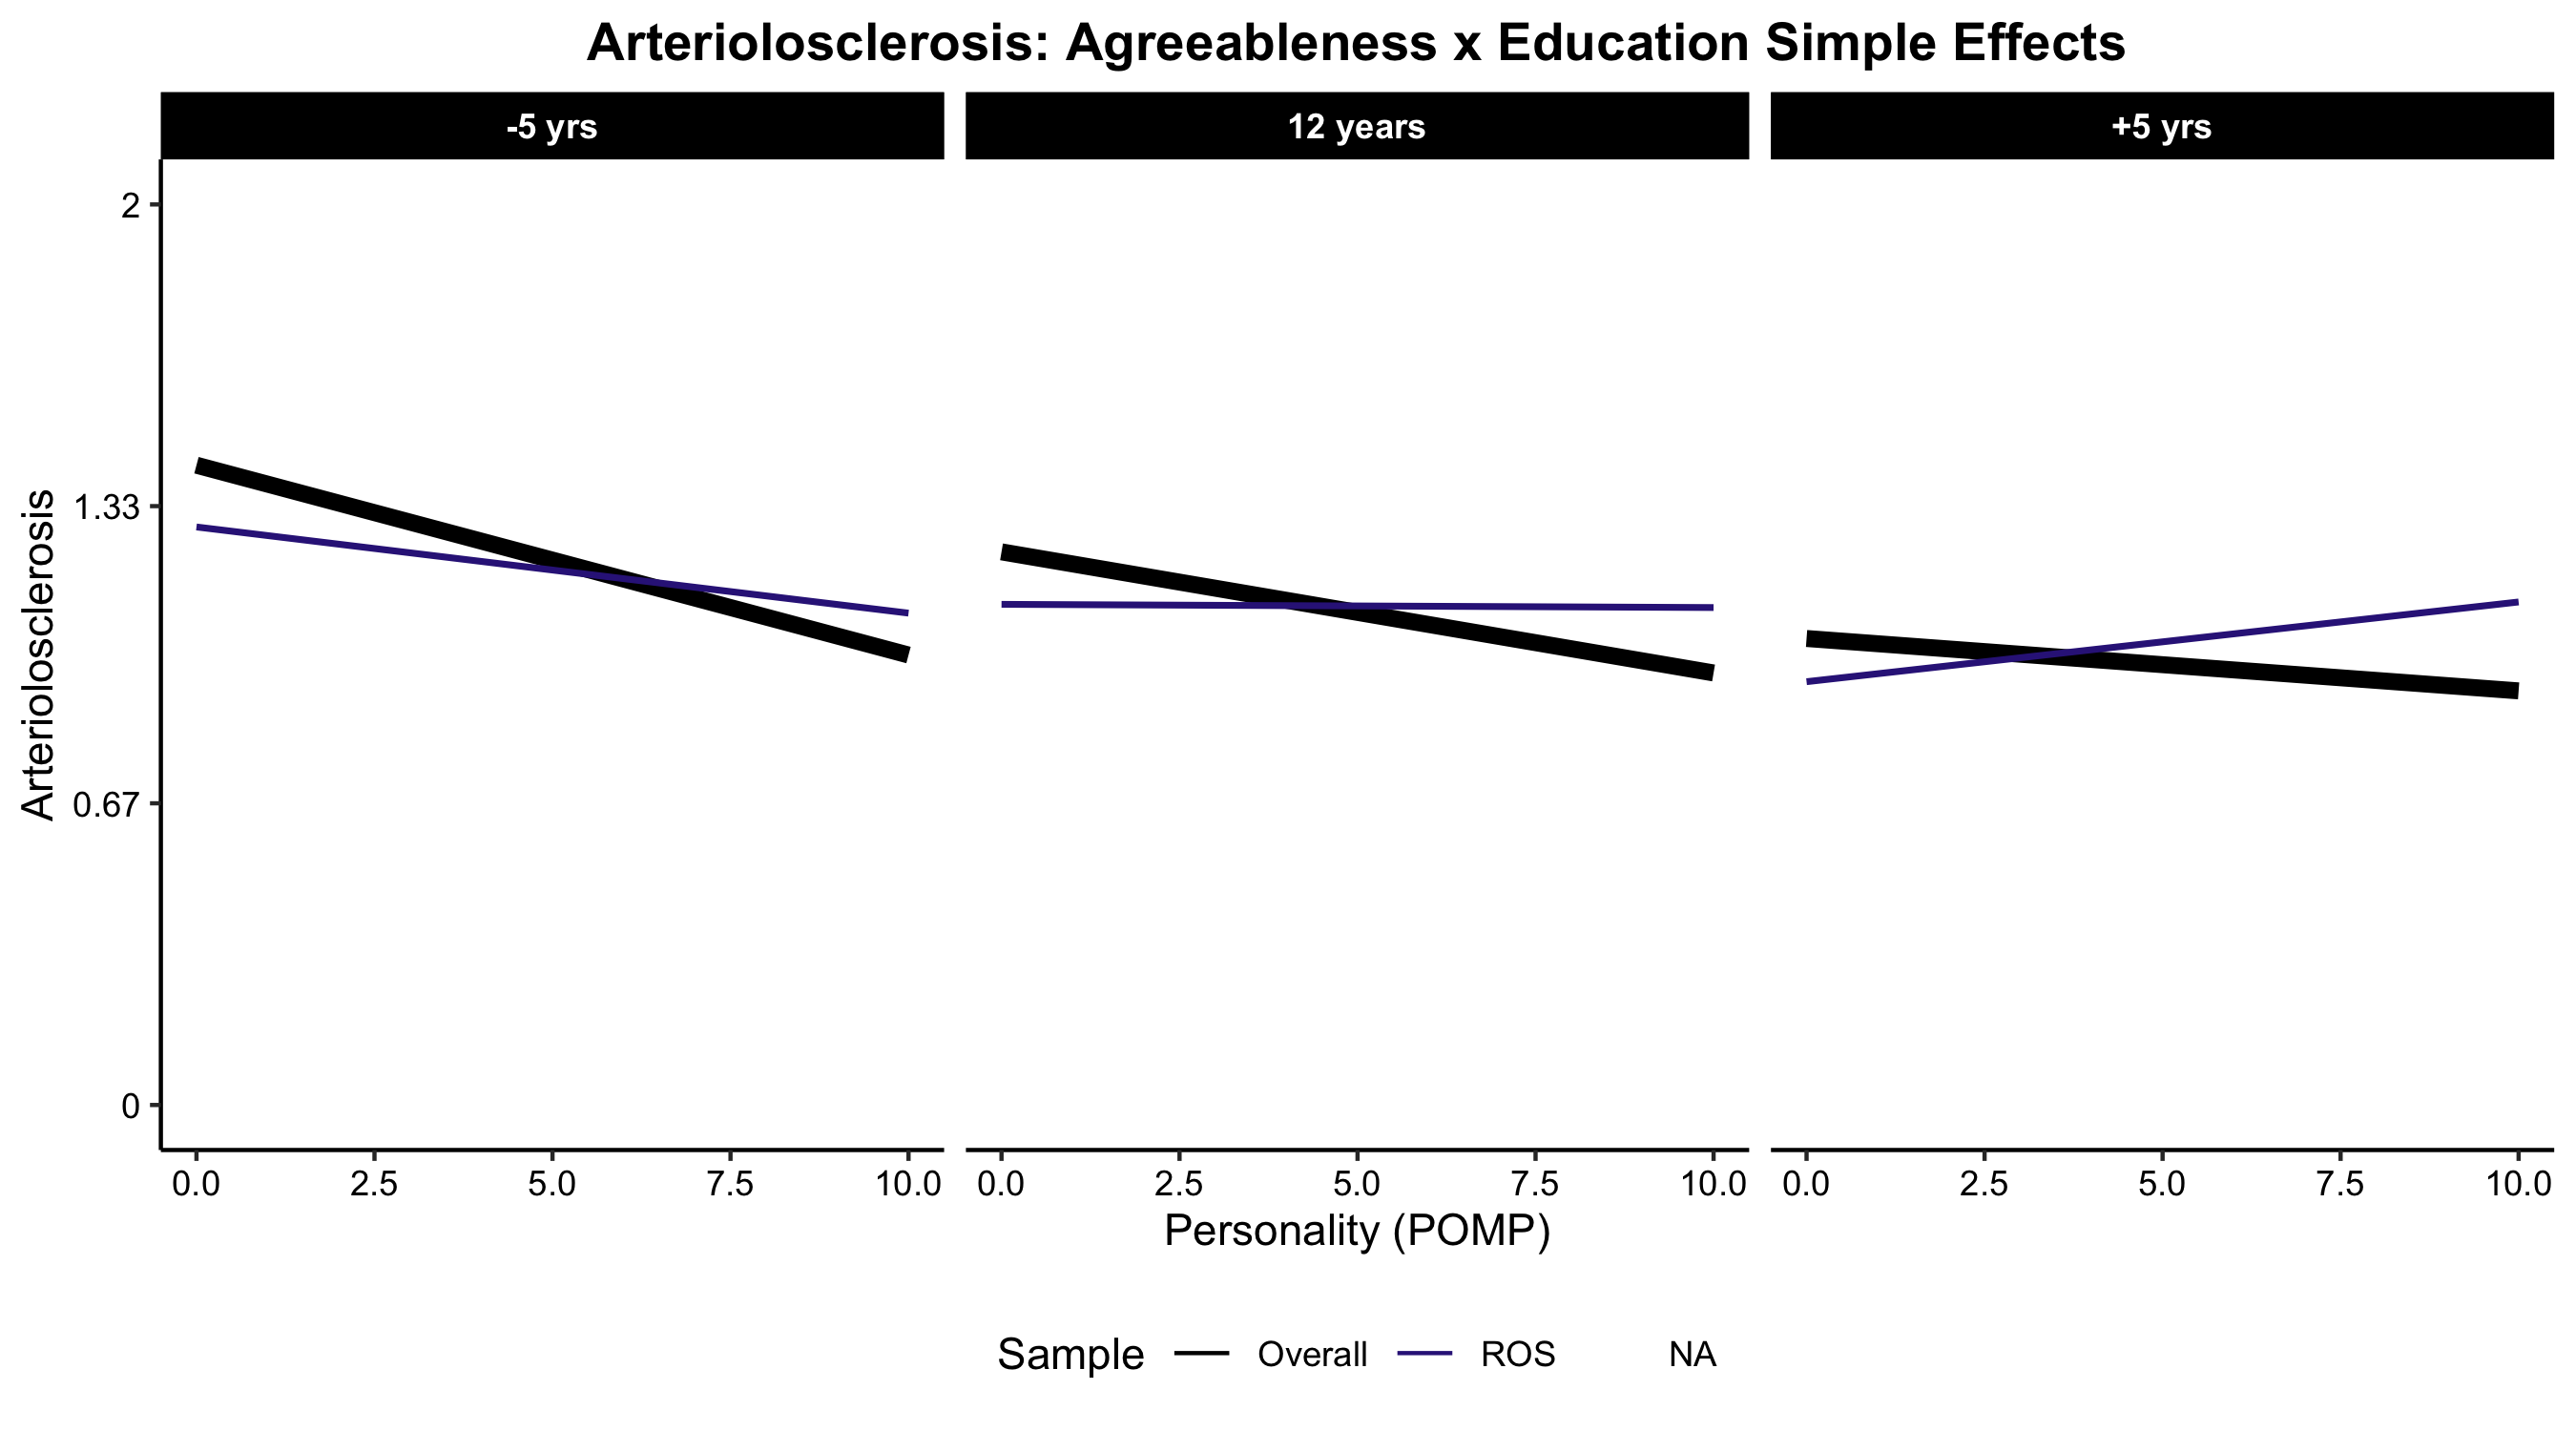 Arteriolosclerosis: Agreeableness x Education Simple Effects
-5 yrs
12 years
+5 yrs
Arteriolosclerosis
2
1.33
0.67
0
0.0 2.5 5.0 7.5 10.0
0.0 2.5 5.0 7.5 10.0
0.0 2.5 5.0 7.5 10.0
Personality (POMP)
Sample Overall ROS NA